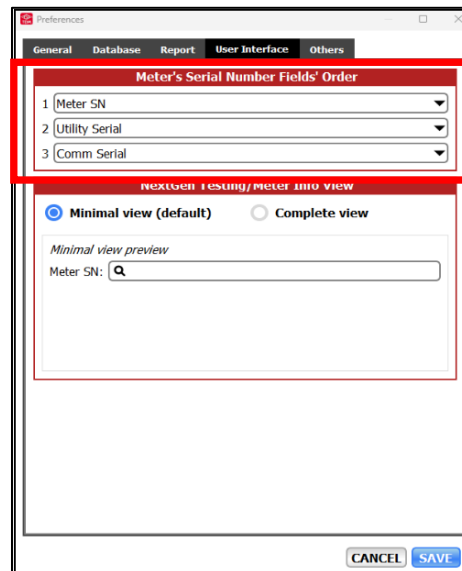 Preferences
General Database Report User Interface Others
Meter's Serial Number Fields' Order
1 Meter SN
2 Utility Serial
3 Comm Serial
NextGen Testing/Meter Info View
Minimal view (default) Complete view
Minimal view preview
Meter SN:
CANCEL SAVE